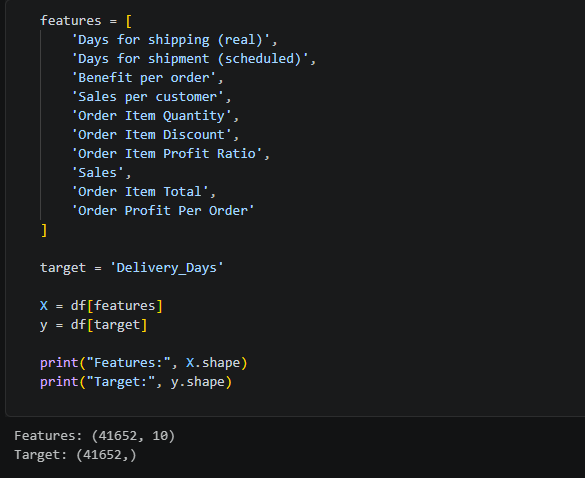 features = [
    'Days for shipping (real)',
    'Days for shipment (scheduled)',
    'Benefit per order',
    'Sales per customer',
    'Order Item Quantity',
    'Order Item Discount',
    'Order Item Profit Ratio',
    'Sales',
    'Order Item Total',
    'Order Profit Per Order'
]
target = 'Delivery_Days'
X = df[features]
y = df[target]
print("Features:", X.shape)
print("Target:", y.shape)
Features: (41652, 10)
Target: (41652,)